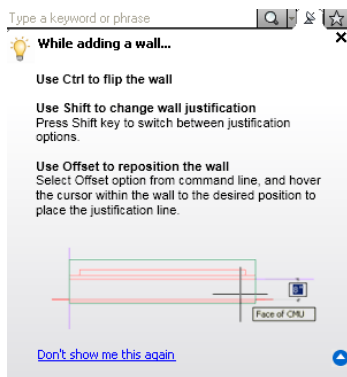 Type a keyword or phrase
While adding a wall...
Use Ctrl to flip the wall
Use Shift to change wall justification
Press Shift key to switch between justification
options.
Use Offset to reposition the wall
Select Offset option from command line, and hover
the cursor within the wall to the desired position to
place the justification line.
Face of CMU
Don't show me this again